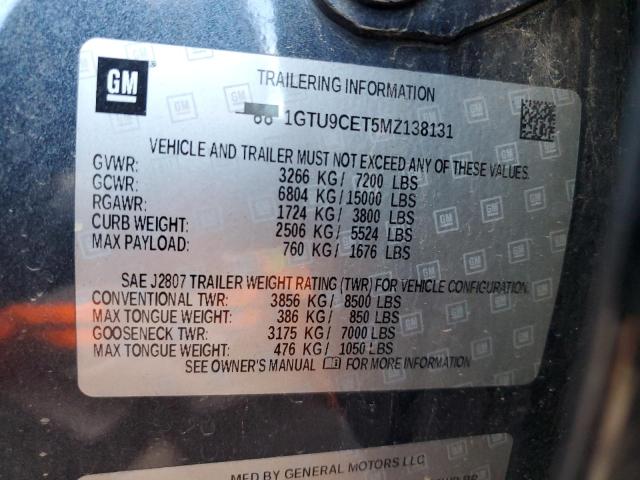 GM
TRAILERING INFORMATION
1GTU9CET5MZ138131
VEHICLE AND TRAILER MUST NOT EXCEED ANY OF THESE VALUES.
GVWR: 3266 KG/ 7200 LBS
GCWR: 6804 KG/ 15000 LBS
RGAWR: 1724 KG/ 3800 LBS
CURB WEIGHT: 2506 KG/ 5524 LBS
MAX PAYLOAD: 760 KG/ 1676 LBS
SAE J2807 TRAILER WEIGHT RATING (TWR) FOR VEHICLE CONFIGURATION.
CONVENTIONAL TWR: 3856 KG/ 8500 LBS
MAX TONGUE WEIGHT: 386 KG/ 850 LBS
GOOSENECK TWR: 3175 KG/ 7000 LBS
MAX TONGUE WEIGHT: 476 KG/ 1050 LBS
SEE OWNER'S MANUAL FOR MORE INFORMATION
MFD BY GENERAL MOTORS LLC